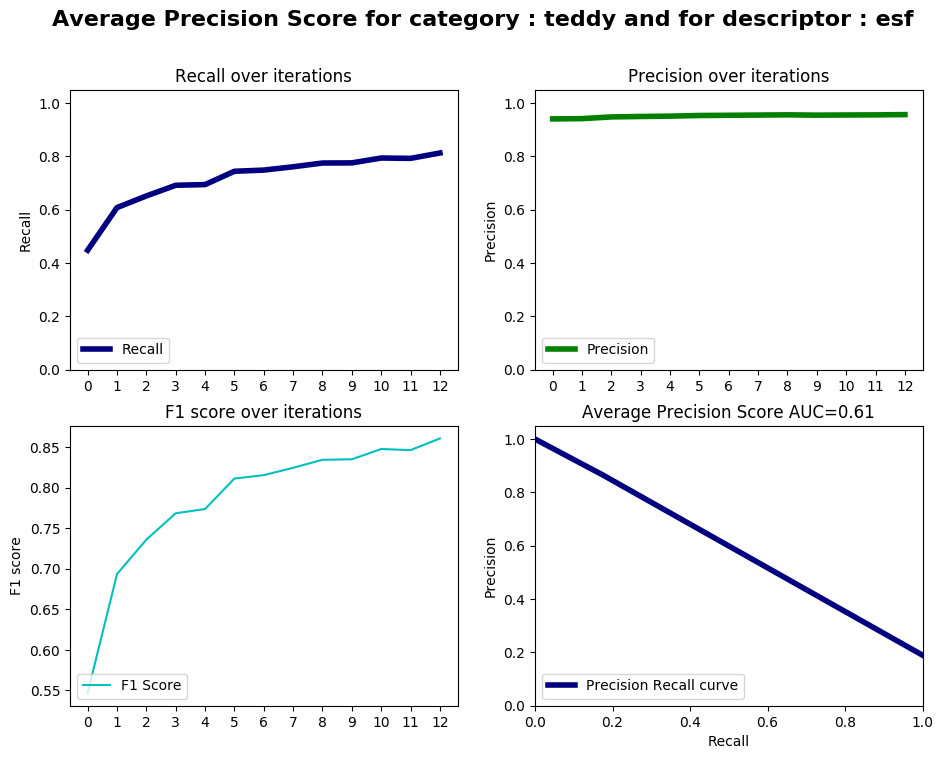 Average Precision Score for category : teddy and for descriptor : esf
Recall over iterations
1.0
0.8
0.6
0.4
0.2
0.0
Recall
Recall
0 1 2 3 4 5 6 7 8 9 10 11 12
Precision over iterations
1.0
0.8
0.6
0.4
0.2
0.0
Precision
Precision
0 1 2 3 4 5 6 7 8 9 10 11 12
F1 score over iterations
0.85
0.80
0.75
0.70
0.65
0.60
0.55
F1 score
F1 Score
0 1 2 3 4 5 6 7 8 9 10 11 12
Average Precision Score AUC=0.61
1.0
0.8
0.6
0.4
0.2
0.0
Precision
Precision Recall curve
0.0 0.2 0.4 0.6 0.8 1.0
Recall